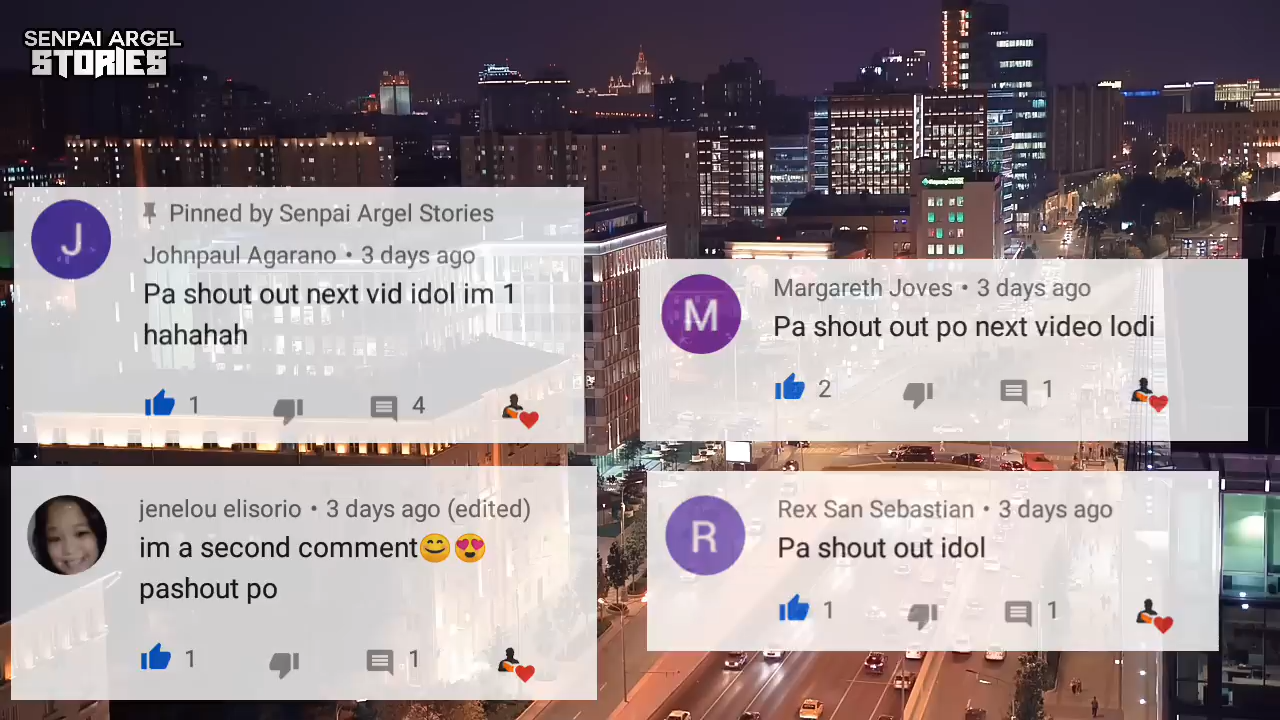 SENPAI ARGEL
STORIES
Pinned by Senpai Argel Stories
Johnpaul Agarano • 3 days ago
Pa shout out next vid idol im 1
hahahah
1 4
Margareth Joves • 3 days ago
Pa shout out po next video lodi
2 1
jenelou elisorio • 3 days ago (edited)
im a second comment😊😍
pashout po
1 1
Rex San Sebastian • 3 days ago
Pa shout out idol
1 1
J
M
R